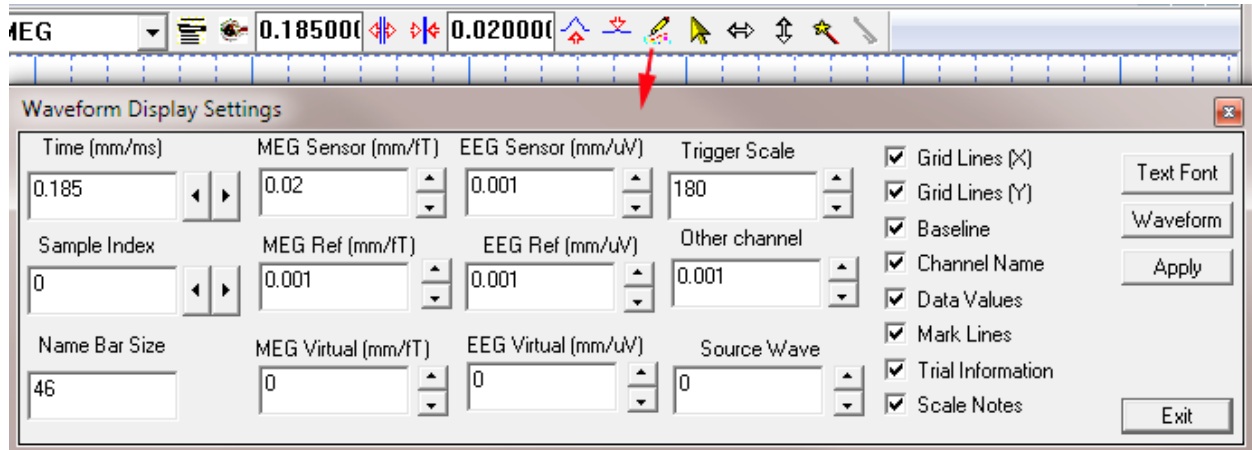 MEG 0.18500( 0.02000(
Waveform Display Settings
Time (mm/ms) MEG Sensor (mm/fT) EEG Sensor (mm/uV) Trigger Scale Grid Lines (X) Text Font
0.185 0.02 0.001 180 Grid Lines (Y)
Sample Index MEG Ref (mm/fT) EEG Ref (mm/uV) Other channel Baseline Waveform
0 0.001 0.001 0.001 Channel Name Apply
Data Values
Name Bar Size MEG Virtual (mm/fT) EEG Virtual (mm/uV) Source Wave Mark Lines
46 0 0 0 Trial Information
Scale Notes Exit